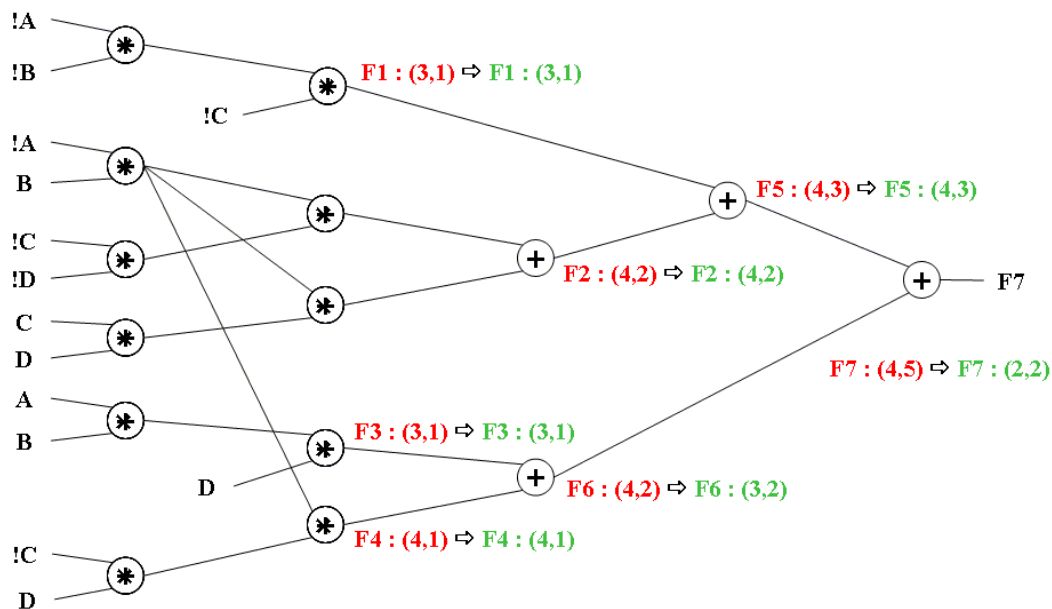 !A
*
!B
F1 : (3,1) ⇨ F1 : (3,1)
*
!C
!A
*
B
F5 : (4,3) ⇨ F5 : (4,3)
+
*
!C
*
!D
+
F2 : (4,2) ⇨ F2 : (4,2)
+
F7
*
C
*
D
F7 : (4,5) ⇨ F7 : (2,2)
A
*
B
F3 : (3,1) ⇨ F3 : (3,1)
*
D
+
F6 : (4,2) ⇨ F6 : (3,2)
*
F4 : (4,1) ⇨ F4 : (4,1)
!C
*
D